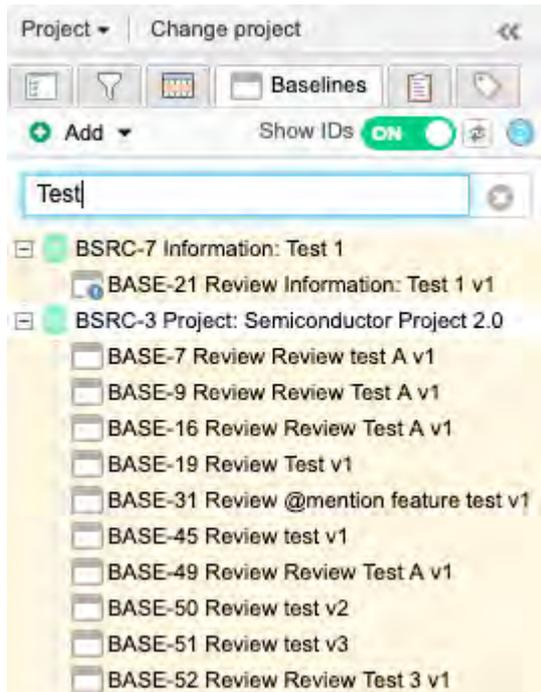 Project Change project
Baselines
Add Show IDs ON
Test
BSRC-7 Information: Test 1
BASE-21 Review Information: Test 1 v1
BSRC-3 Project: Semiconductor Project 2.0
BASE-7 Review Review test A v1
BASE-9 Review Review Test A v1
BASE-16 Review Review Test A v1
BASE-19 Review Test v1
BASE-31 Review @mention feature test v1
BASE-45 Review test v1
BASE-49 Review Review Test A v1
BASE-50 Review test v2
BASE-51 Review test v3
BASE-52 Review Review Test 3 v1